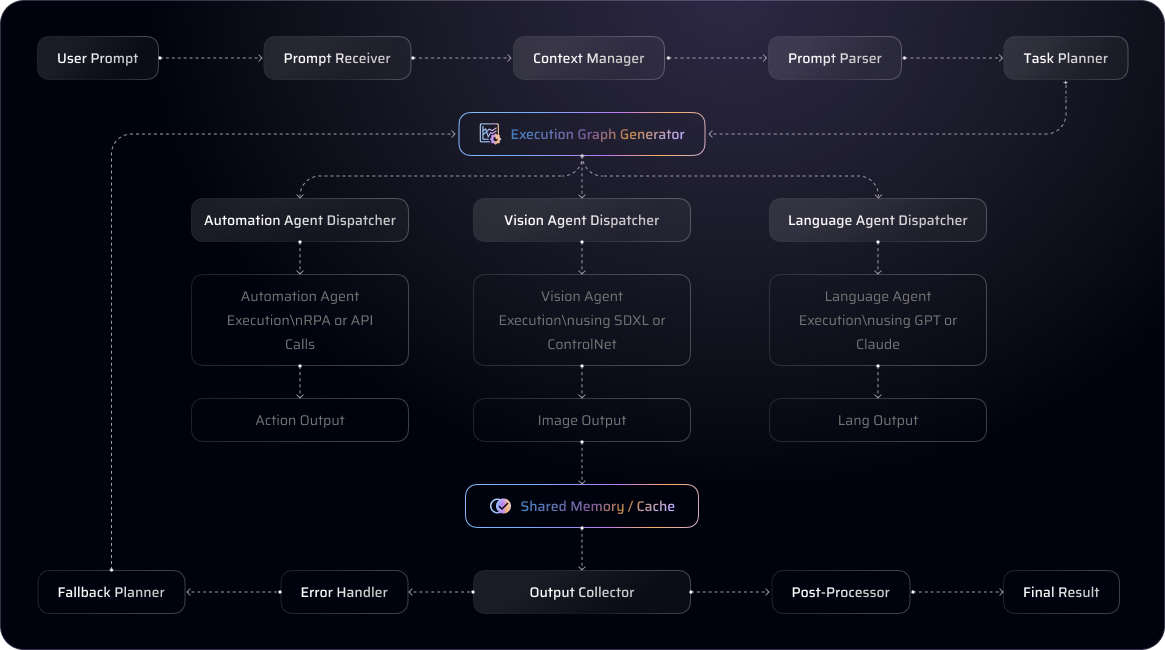 User Prompt
Prompt Receiver
Context Manager
Prompt Parser
Task Planner
Execution Graph Generator
Automation Agent Dispatcher
Vision Agent Dispatcher
Language Agent Dispatcher
Automation Agent
Execution\nRPA or API
Calls
Vision Agent
Execution\nusing SDXL or
ControlNet
Language Agent
Execution\nusing GPT or
Claude
Action Output
Image Output
Lang Output
Shared Memory / Cache
Fallback Planner
Error Handler
Output Collector
Post-Processor
Final Result